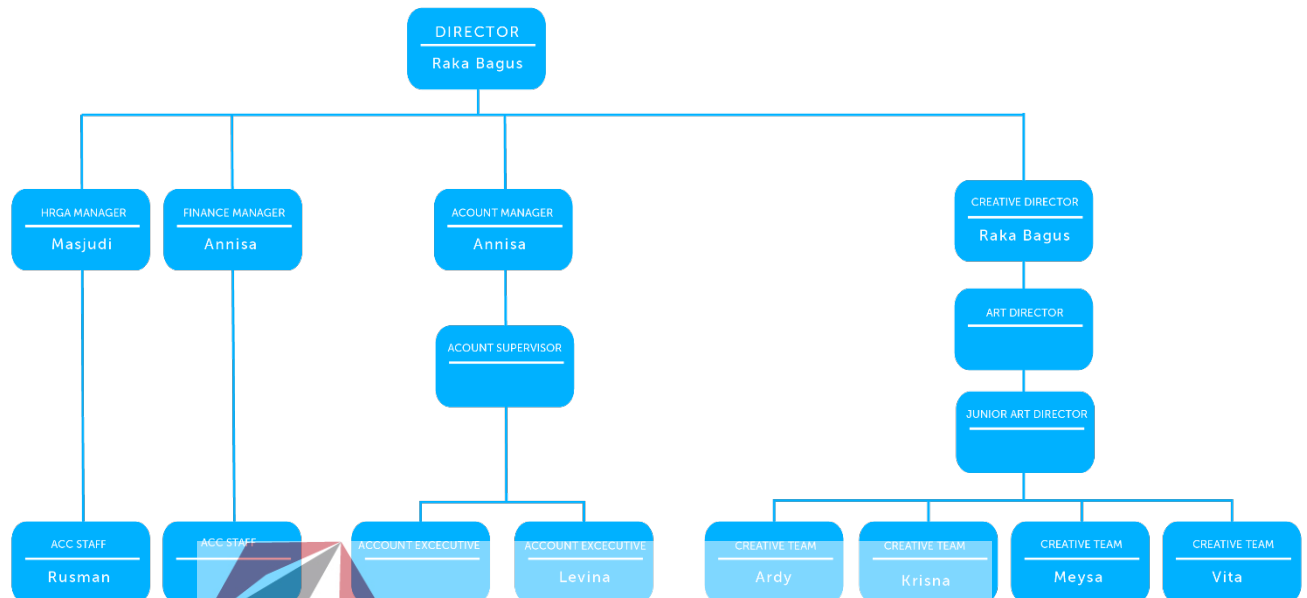 DIRECTOR
Raka Bagus
HRGA MANAGER
Masjudi
FINANCE MANAGER
Annisa
ACOUNT MANAGER
Annisa
CREATIVE DIRECTOR
Raka Bagus
ART DIRECTOR
ACOUNT SUPERVISOR
JUNIOR ART DIRECTOR
ACC STAFF
Rusman
ACC STAFF
ACCOUNT EXCECUTIVE
ACCOUNT EXCECUTIVE
Levina
CREATIVE TEAM
Ardy
CREATIVE TEAM
Krisna
CREATIVE TEAM
Meysa
CREATIVE TEAM
Vita